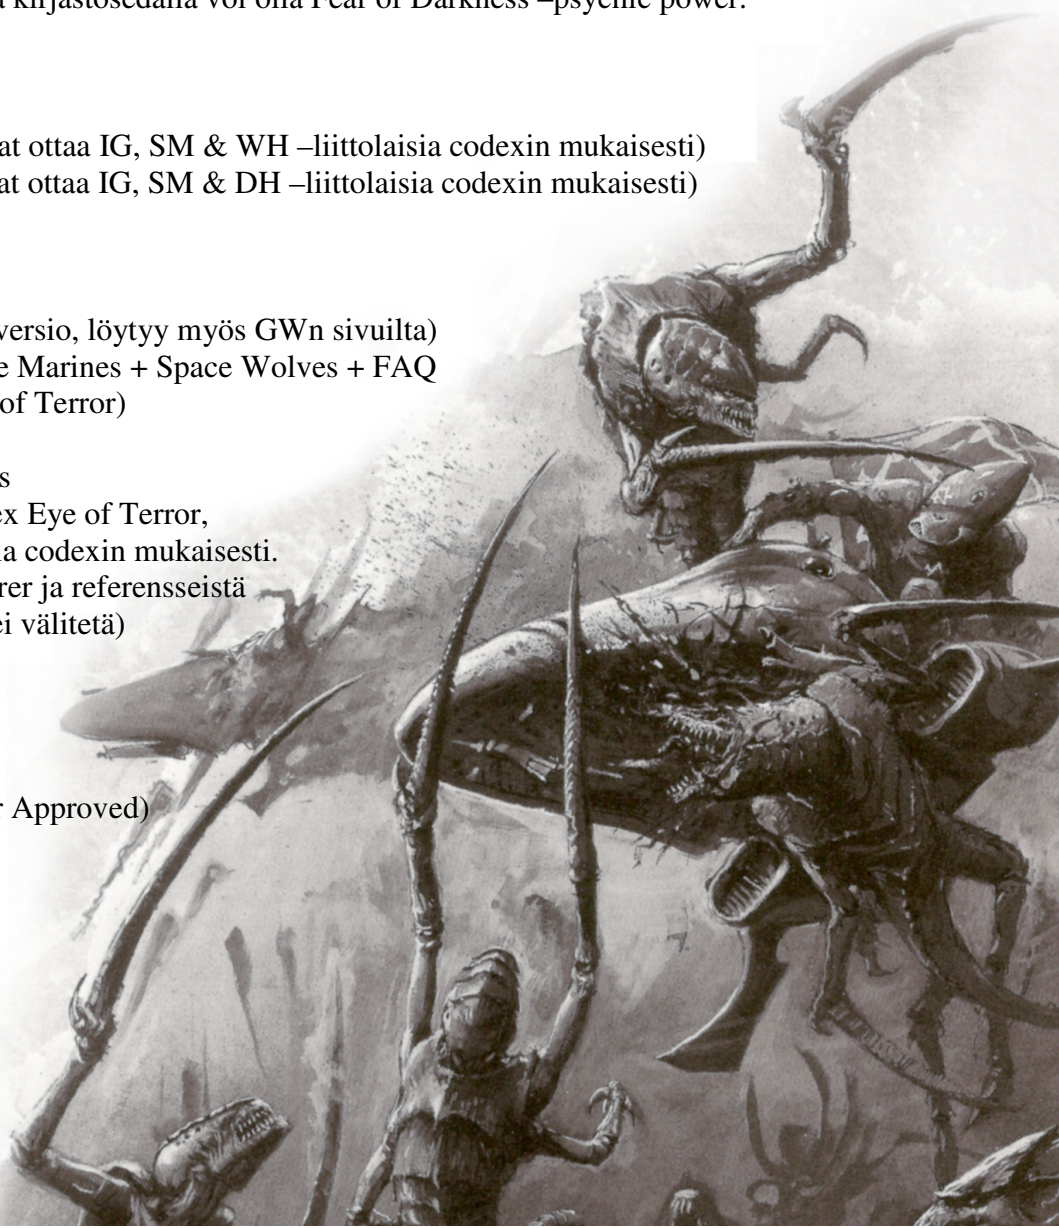 kirjastosedällä voi olla Fear of Darkness –psychic power.
at ottaa IG, SM & WH –liittolaisia codexin mukaisesti)
at ottaa IG, SM & DH –liittolaisia codexin mukaisesti)
versio, löytyy myös GWn sivuilta)
e Marines + Space Wolves + FAQ
of Terror)
s
ex Eye of Terror,
ia codexin mukaisesti.
rer ja referensseistä
ei välitetä)
r Approved)